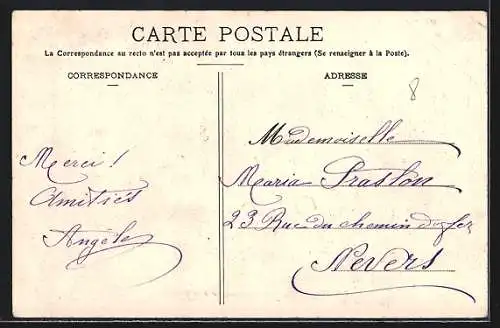 CARTE POSTALE
La Correspondance au recto n'est pas acceptée par tous les pays étrangers (Se renseigner à la Poste).
CORRESPONDANCE
ADRESSE
8
Merci !
Amitiés
Angèle
Mademoiselle
Maria Praslon
23 Rue du chemin de fer
Nevers